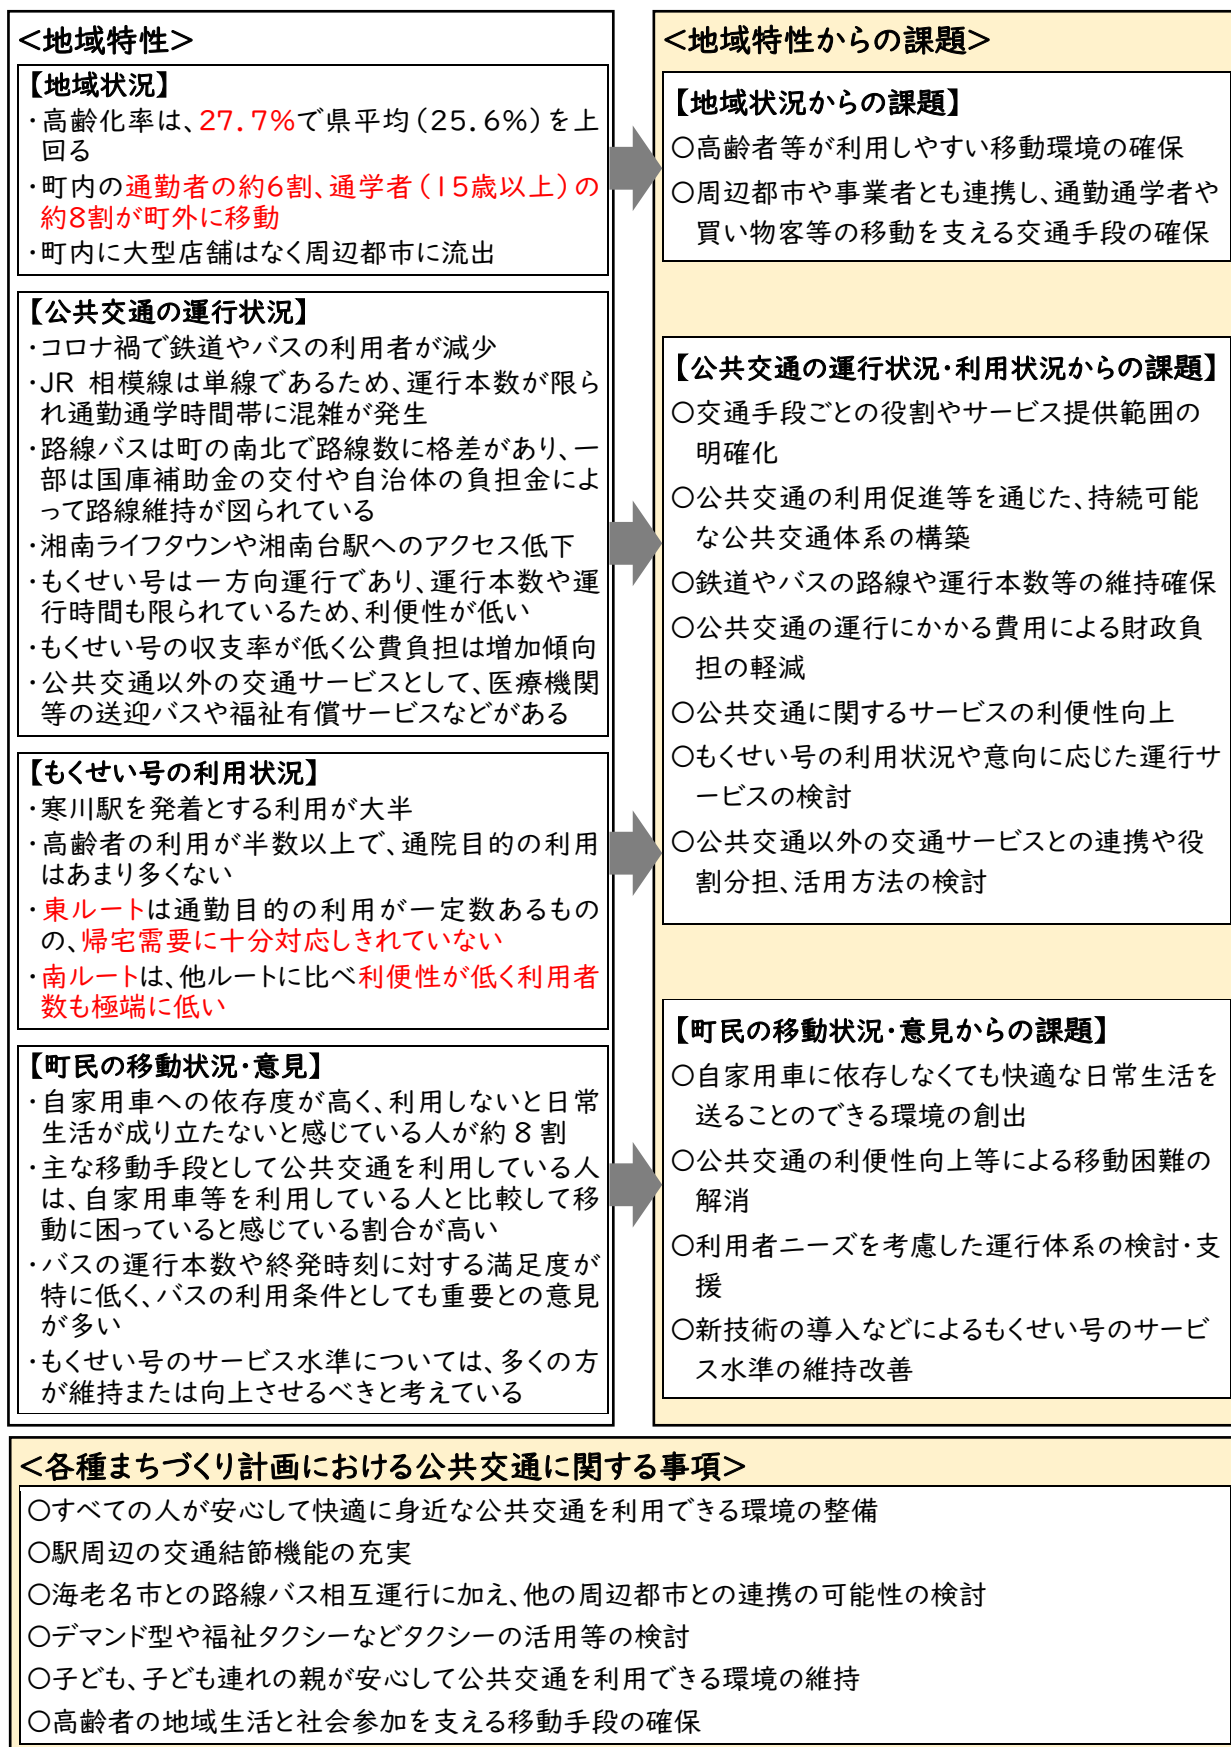 <地域特性>
【地域状況】
・高齢化率は、27.7%で県平均(25.6%)を上
回る
・町内の通勤者の約6割、通学者(15歳以上)の
約8割が町外に移動
・町内に大型店舗はなく周辺都市に流出
【公共交通の運行状況】
・コロナ禍で鉄道やバスの利用者が減少
・JR 相模線は単線であるため、運行本数が限ら
れ通勤通学時間帯に混雑が発生
・路線バスは町の南北で路線数に格差があり、一
部は国庫補助金の交付や自治体の負担金によ
って路線維持が図られている
・湘南ライフタウンや湘南台駅へのアクセス低下
・もくせい号は一方向運行であり、運行本数や運
行時間も限られているため、利便性が低い
・もくせい号の収支率が低く公費負担は増加傾向
・公共交通以外の交通サービスとして、医療機関
等の送迎バスや福祉有償サービスなどがある
【もくせい号の利用状況】
・寒川駅を発着とする利用が大半
・高齢者の利用が半数以上で、通院目的の利用
はあまり多くない
・東ルートは通勤目的の利用が一定数あるもの
の、帰宅需要に十分対応しきれていない
・南ルートは、他ルートに比べ利便性が低く利用者
数も極端に低い
【町民の移動状況・意見】
・自家用車への依存度が高く、利用しないと日常
生活が成り立たないと感じている人が約 8 割
・主な移動手段として公共交通を利用している人
は、自家用車等を利用している人と比較して移
動に困っていると感じている割合が高い
・バスの運行本数や終発時刻に対する満足度が
特に低く、バスの利用条件としても重要との意見
が多い
・もくせい号のサービス水準については、多くの方
が維持または向上させるべきと考えている
<地域特性からの課題>
【地域状況からの課題】
○高齢者等が利用しやすい移動環境の確保
○周辺都市や事業者とも連携し、通勤通学者や
買い物客等の移動を支える交通手段の確保
【公共交通の運行状況・利用状況からの課題】
○交通手段ごとの役割やサービス提供範囲の
明確化
○公共交通の利用促進等を通じた、持続可能
な公共交通体系の構築
○鉄道やバスの路線や運行本数等の維持確保
○公共交通の運行にかかる費用による財政負
担の軽減
○公共交通に関するサービスの利便性向上
○もくせい号の利用状況や意向に応じた運行サ
ービスの検討
○公共交通以外の交通サービスとの連携や役
割分担、活用方法の検討
【町民の移動状況・意見からの課題】
○自家用車に依存しなくても快適な日常生活を
送ることのできる環境の創出
○公共交通の利便性向上等による移動困難の
解消
○利用者ニーズを考慮した運行体系の検討・支
援
○新技術の導入などによるもくせい号のサービ
ス水準の維持改善
<各種まちづくり計画における公共交通に関する事項>
○すべての人が安心して快適に身近な公共交通を利用できる環境の整備
○駅周辺の交通結節機能の充実
○海老名市との路線バス相互運行に加え、他の周辺都市との連携の可能性の検討
○デマンド型や福祉タクシーなどタクシーの活用等の検討
○子ども、子ども連れの親が安心して公共交通を利用できる環境の維持
○高齢者の地域生活と社会参加を支える移動手段の確保